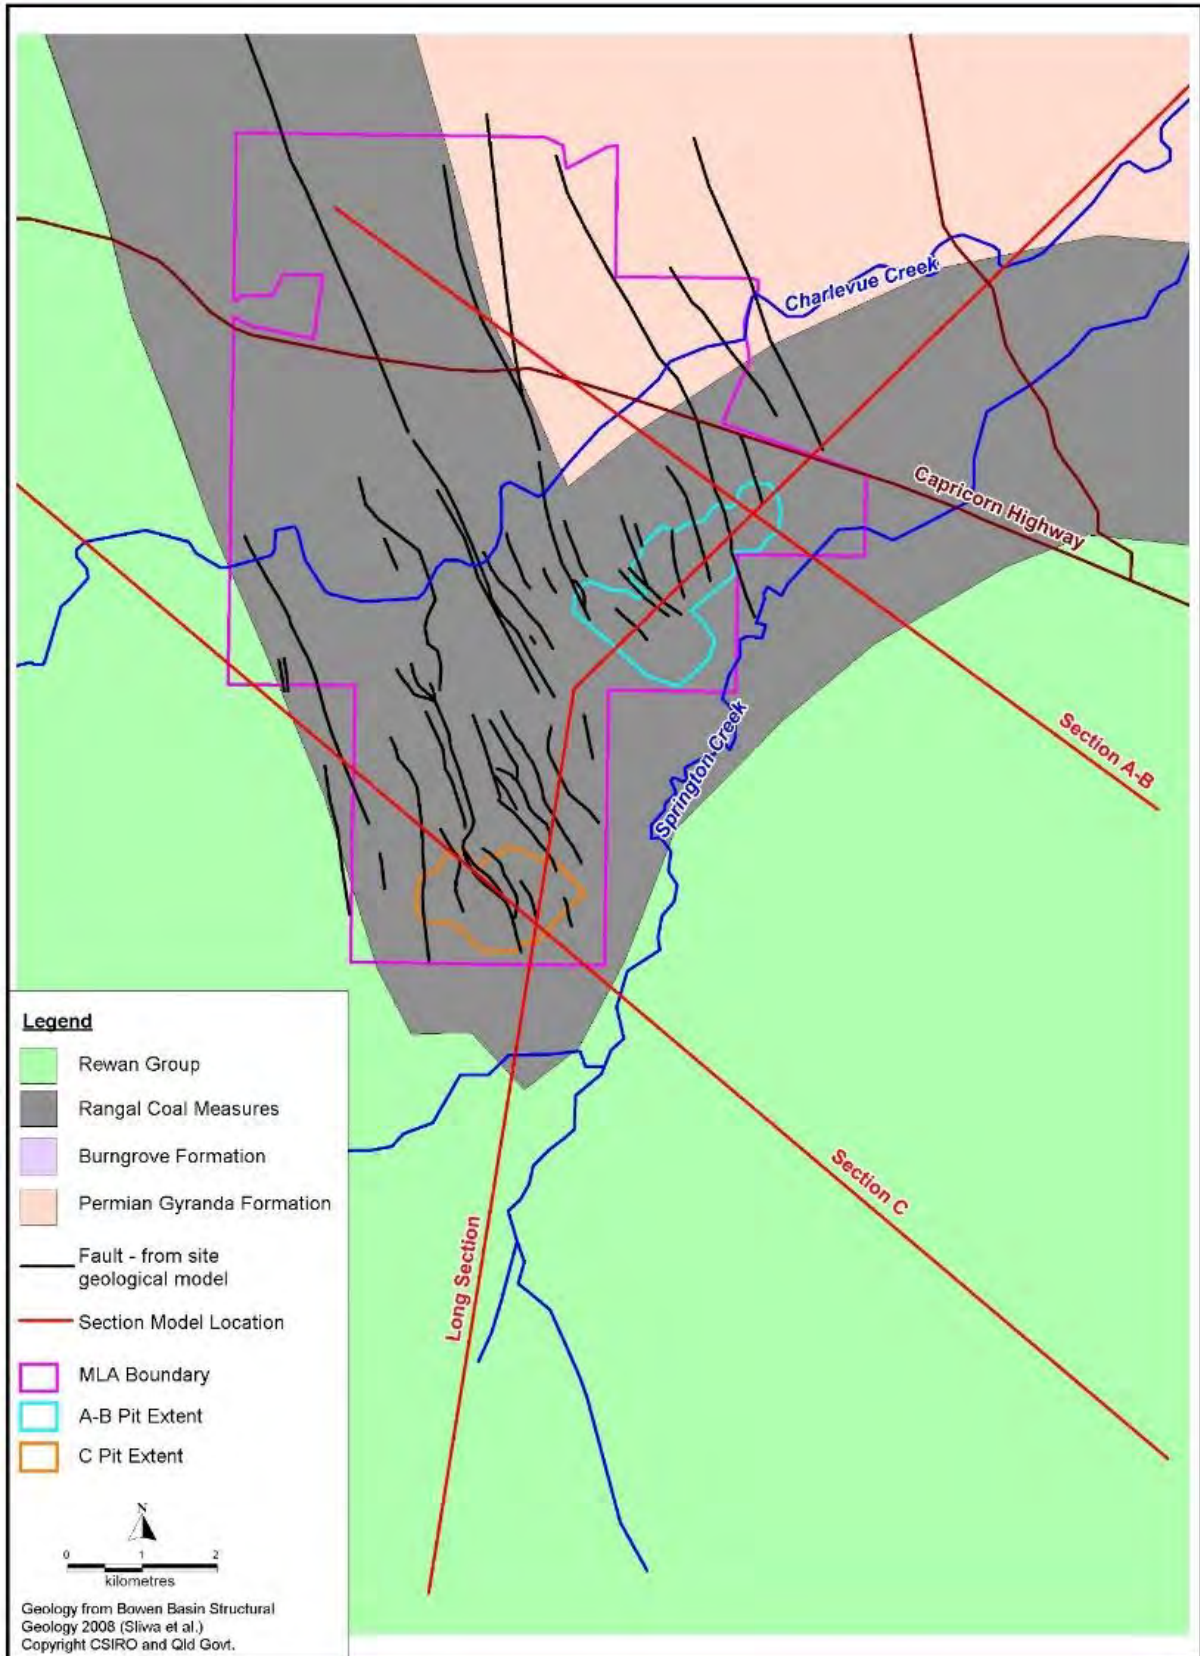 Charlevue Creek
Capricorn Highway
Section A-B
Springton Creek
Section C
Long Section
Legend
Rewan Group
Rangal Coal Measures
Burngrove Formation
Permian Gyranda Formation
Fault - from site
geological model
Section Model Location
MLA Boundary
A-B Pit Extent
C Pit Extent
N
0 1 2
kilometres
Geology from Bowen Basin Structural
Geology 2008 (Sliwa et al.)
Copyright CSIRO and Qld Govt.